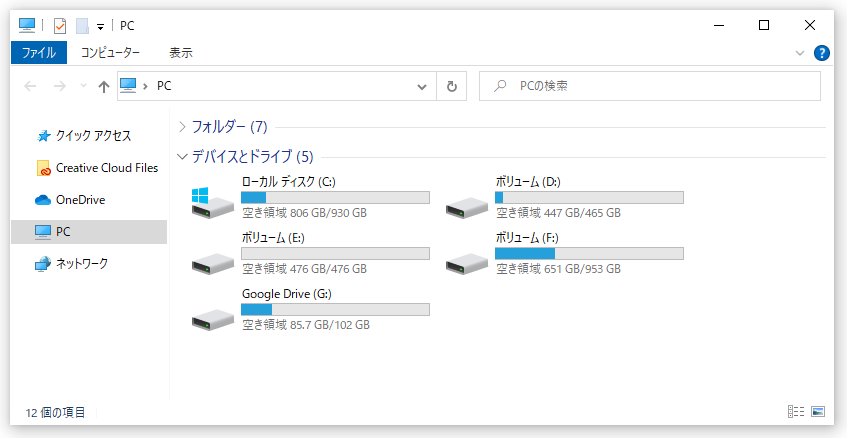 PC
ファイル コンピューター 表示
PC
PCの検索
クイック アクセス
Creative Cloud Files
OneDrive
PC
ネットワーク
フォルダー (7)
デバイスとドライブ (5)
ローカル ディスク (C:)
空き領域 806 GB/930 GB
ボリューム (D:)
空き領域 447 GB/465 GB
ボリューム (E:)
空き領域 476 GB/476 GB
ボリューム (F:)
空き領域 651 GB/953 GB
Google Drive (G:)
空き領域 85.7 GB/102 GB
12 個の項目